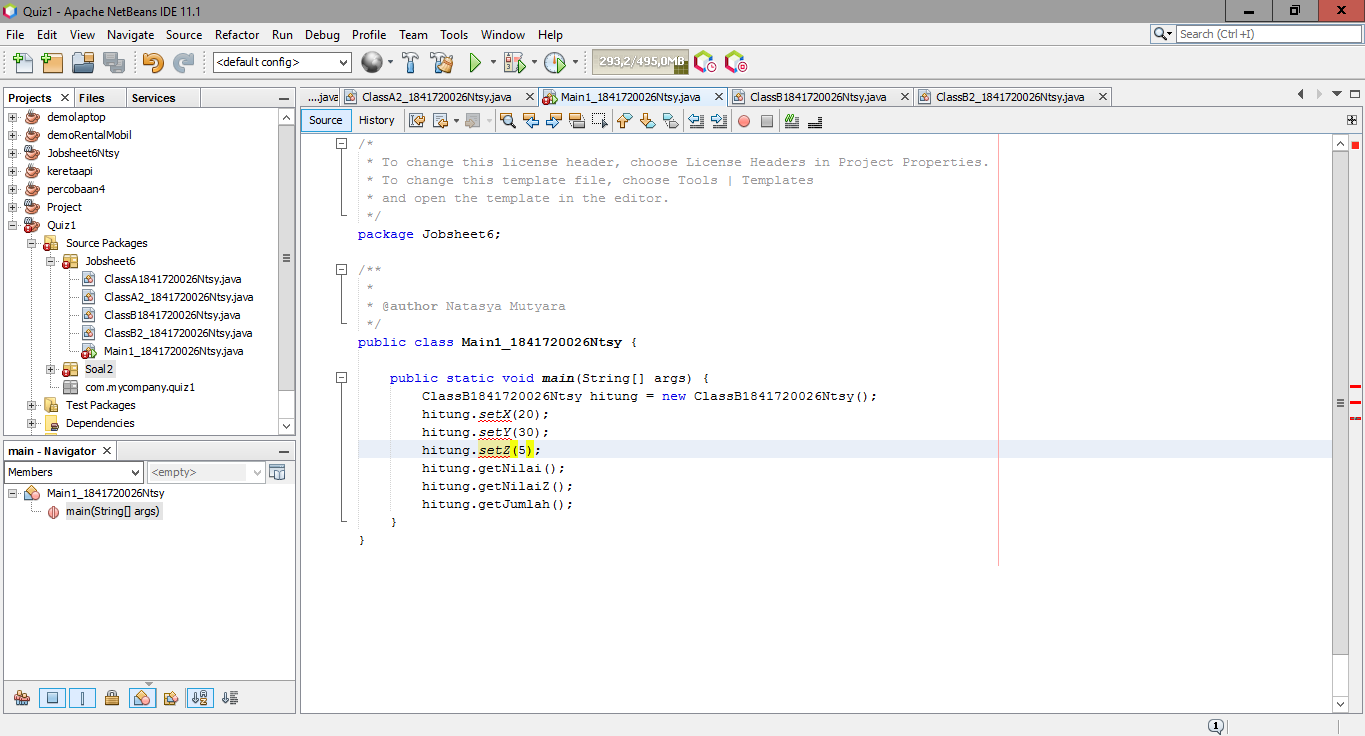 Quiz1 - Apache NetBeans IDE 11.1
File Edit View Navigate Source Refactor Run Debug Profile Team Tools Window Help
Search (Ctrl+I)
<default config>
293,2/495,0MB
Projects Files Services
demolaptop
demoRentalMobil
Jobsheet6Ntsy
keretaapi
percobaan4
Project
Quiz1
Source Packages
Jobsheet6
ClassA1841720026Ntsy.java
ClassA2_1841720026Ntsy.java
ClassB1841720026Ntsy.java
ClassB2_1841720026Ntsy.java
Main1_1841720026Ntsy.java
Soal2
com.mycompany.quiz1
Test Packages
Dependencies
main - Navigator
Members
<empty>
Main1_1841720026Ntsy
main(String[] args)
....java ClassA2_1841720026Ntsy.java Main1_1841720026Ntsy.java ClassB1841720026Ntsy.java ClassB2_1841720026Ntsy.java
Source History
/*
* To change this license header, choose License Headers in Project Properties.
* To change this template file, choose Tools | Templates
* and open the template in the editor.
*/
package Jobsheet6;
/**
*
* @author Natasya Mutyara
*/
public class Main1_1841720026Ntsy {
public static void main(String[] args) {
ClassB1841720026Ntsy hitung = new ClassB1841720026Ntsy();
hitung.setX(20);
hitung.setY(30);
hitung.setZ(5);
hitung.getNilai();
hitung.getNilaiZ();
hitung.getJumlah();
}
}
1